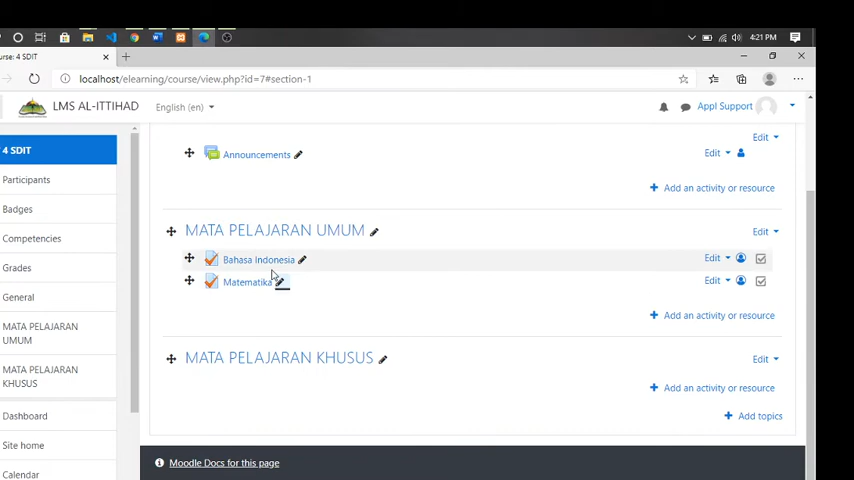 4:21 PM
urse: 4 SDIT
localhost/elearning/course/view.php?id=7#section-1
LMS AL-ITTIHAD
English (en)
Appl Support
4 SDIT
Participants
Badges
Competencies
Grades
General
MATA PELAJARAN
UMUM
MATA PELAJARAN
KHUSUS
Dashboard
Site home
Calendar
Edit
Announcements
Edit
Add an activity or resource
MATA PELAJARAN UMUM
Edit
Bahasa Indonesia
Edit
Matematika
Edit
Add an activity or resource
MATA PELAJARAN KHUSUS
Edit
Add an activity or resource
Add topics
Moodle Docs for this page